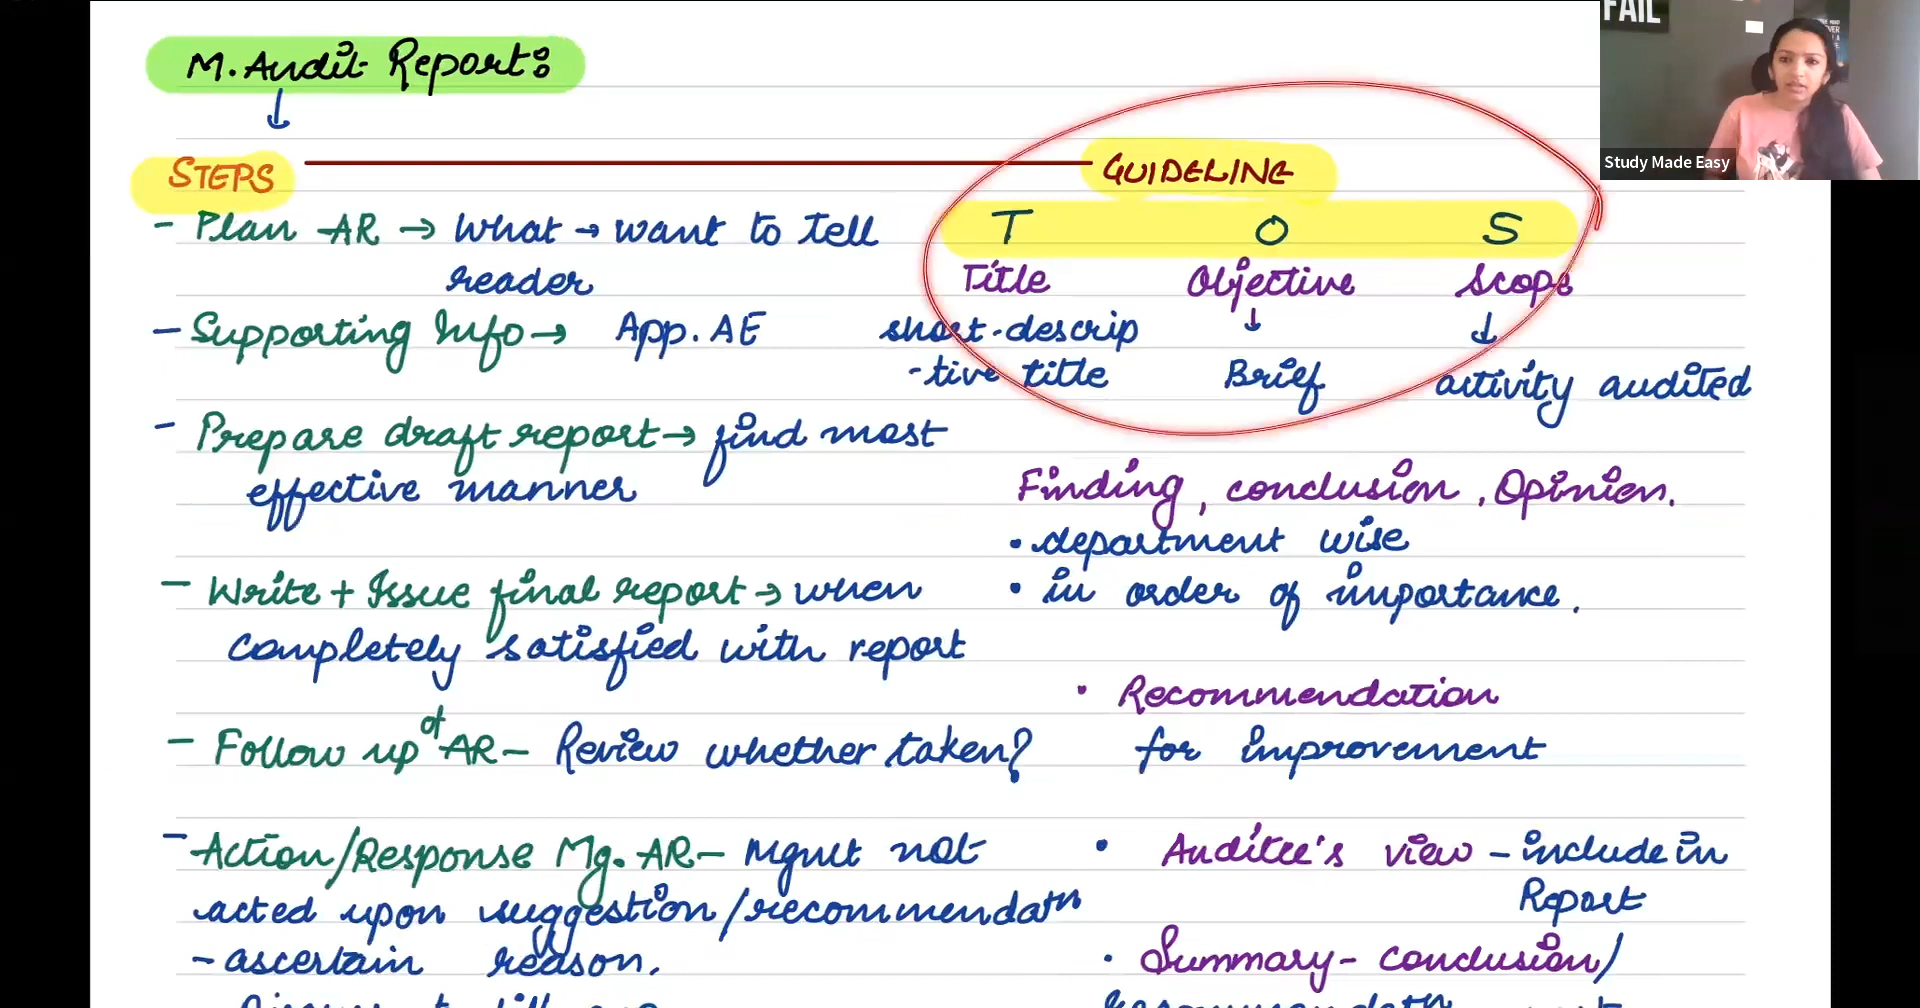 M. Audit Report:
STEPS
- Plan AR → What → want to tell
reader
- Supporting Info → App. AE
- Prepare draft report → find most
effective manner
- Write + Issue final report → when
completely satisfied with report
- Follow up of AR - Review whether taken?
- Action/Response Mg. AR - Mgmt not
acted upon suggestion/recommendatn
- ascertain reason.
GUIDELINE
T O S
Title Objective Scope
short-descrip
-tive title
Brief
activity audited
Finding, conclusion, Opinion.
• department wise
• in order of importance.
• Recommendation
for improvement
• Auditee's view - include in
Report
• Summary - conclusion/
FAIL
Study Made Easy